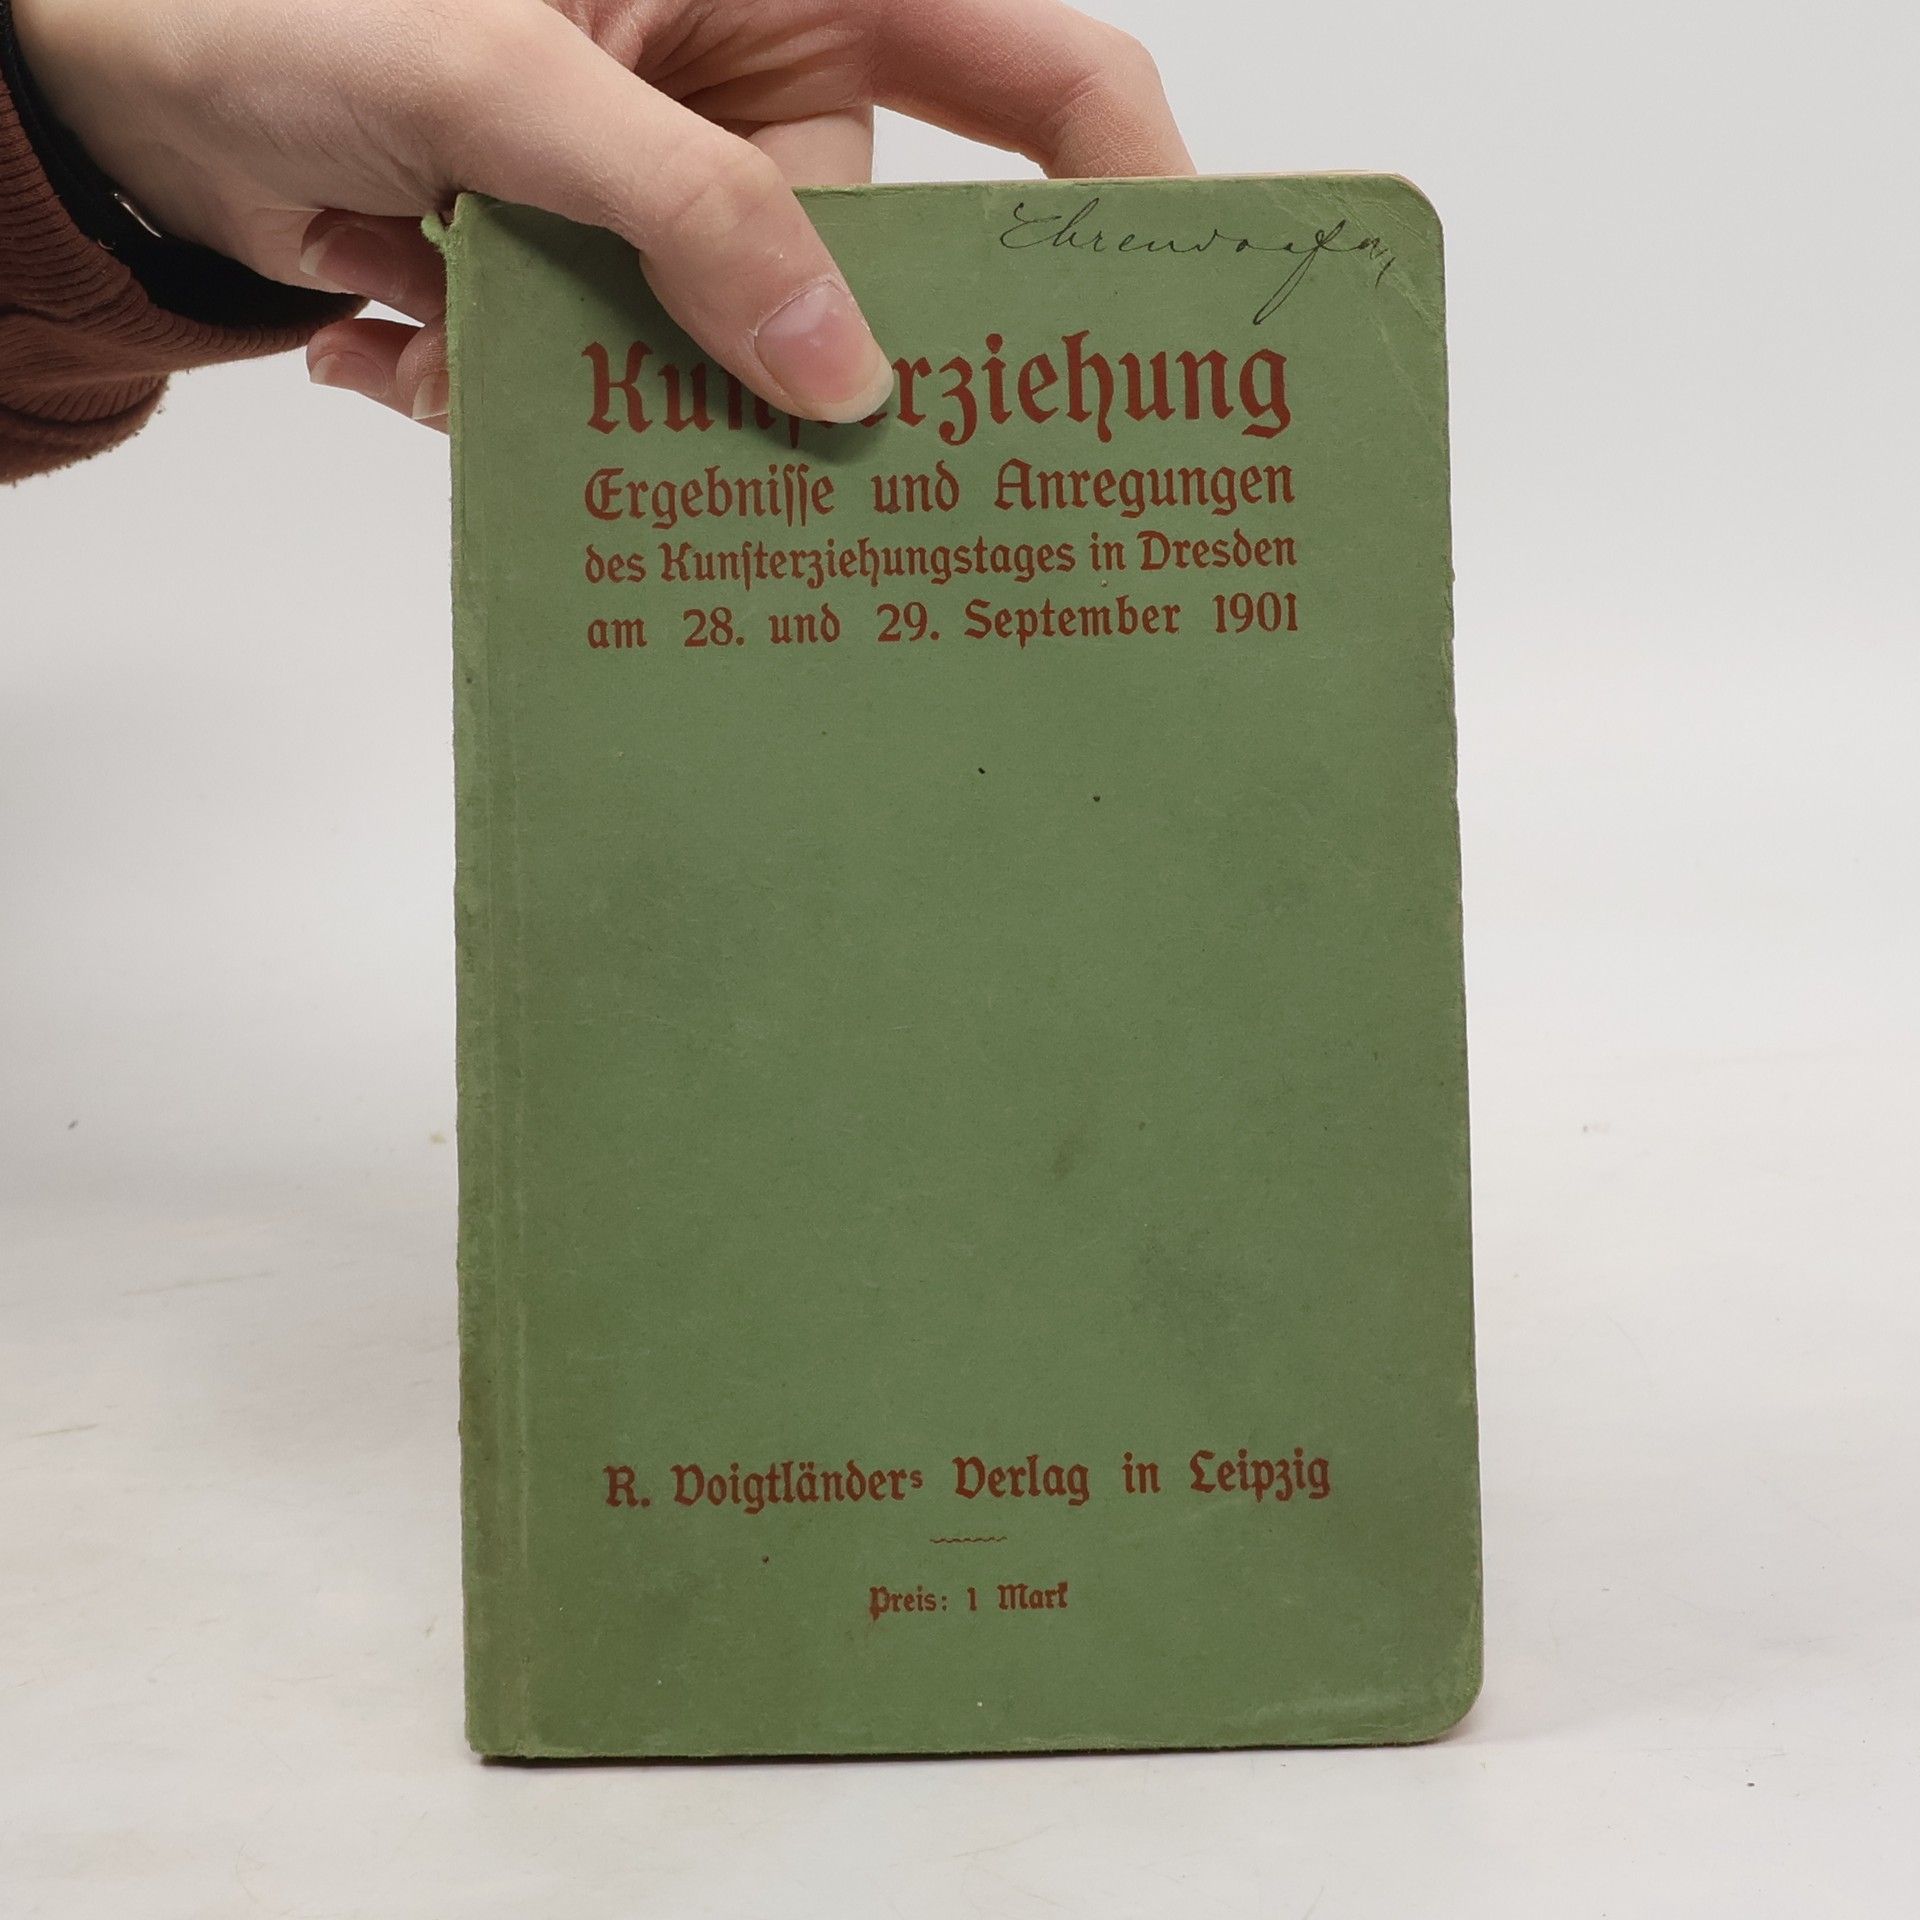 Ehrendorfer
Kunsterziehung
Ergebnisse und Anregungen
des Kunsterziehungstages in Dresden
am 28. und 29. September 1901
R. Voigtländers Verlag in Leipzig
Preis: 1 Mark